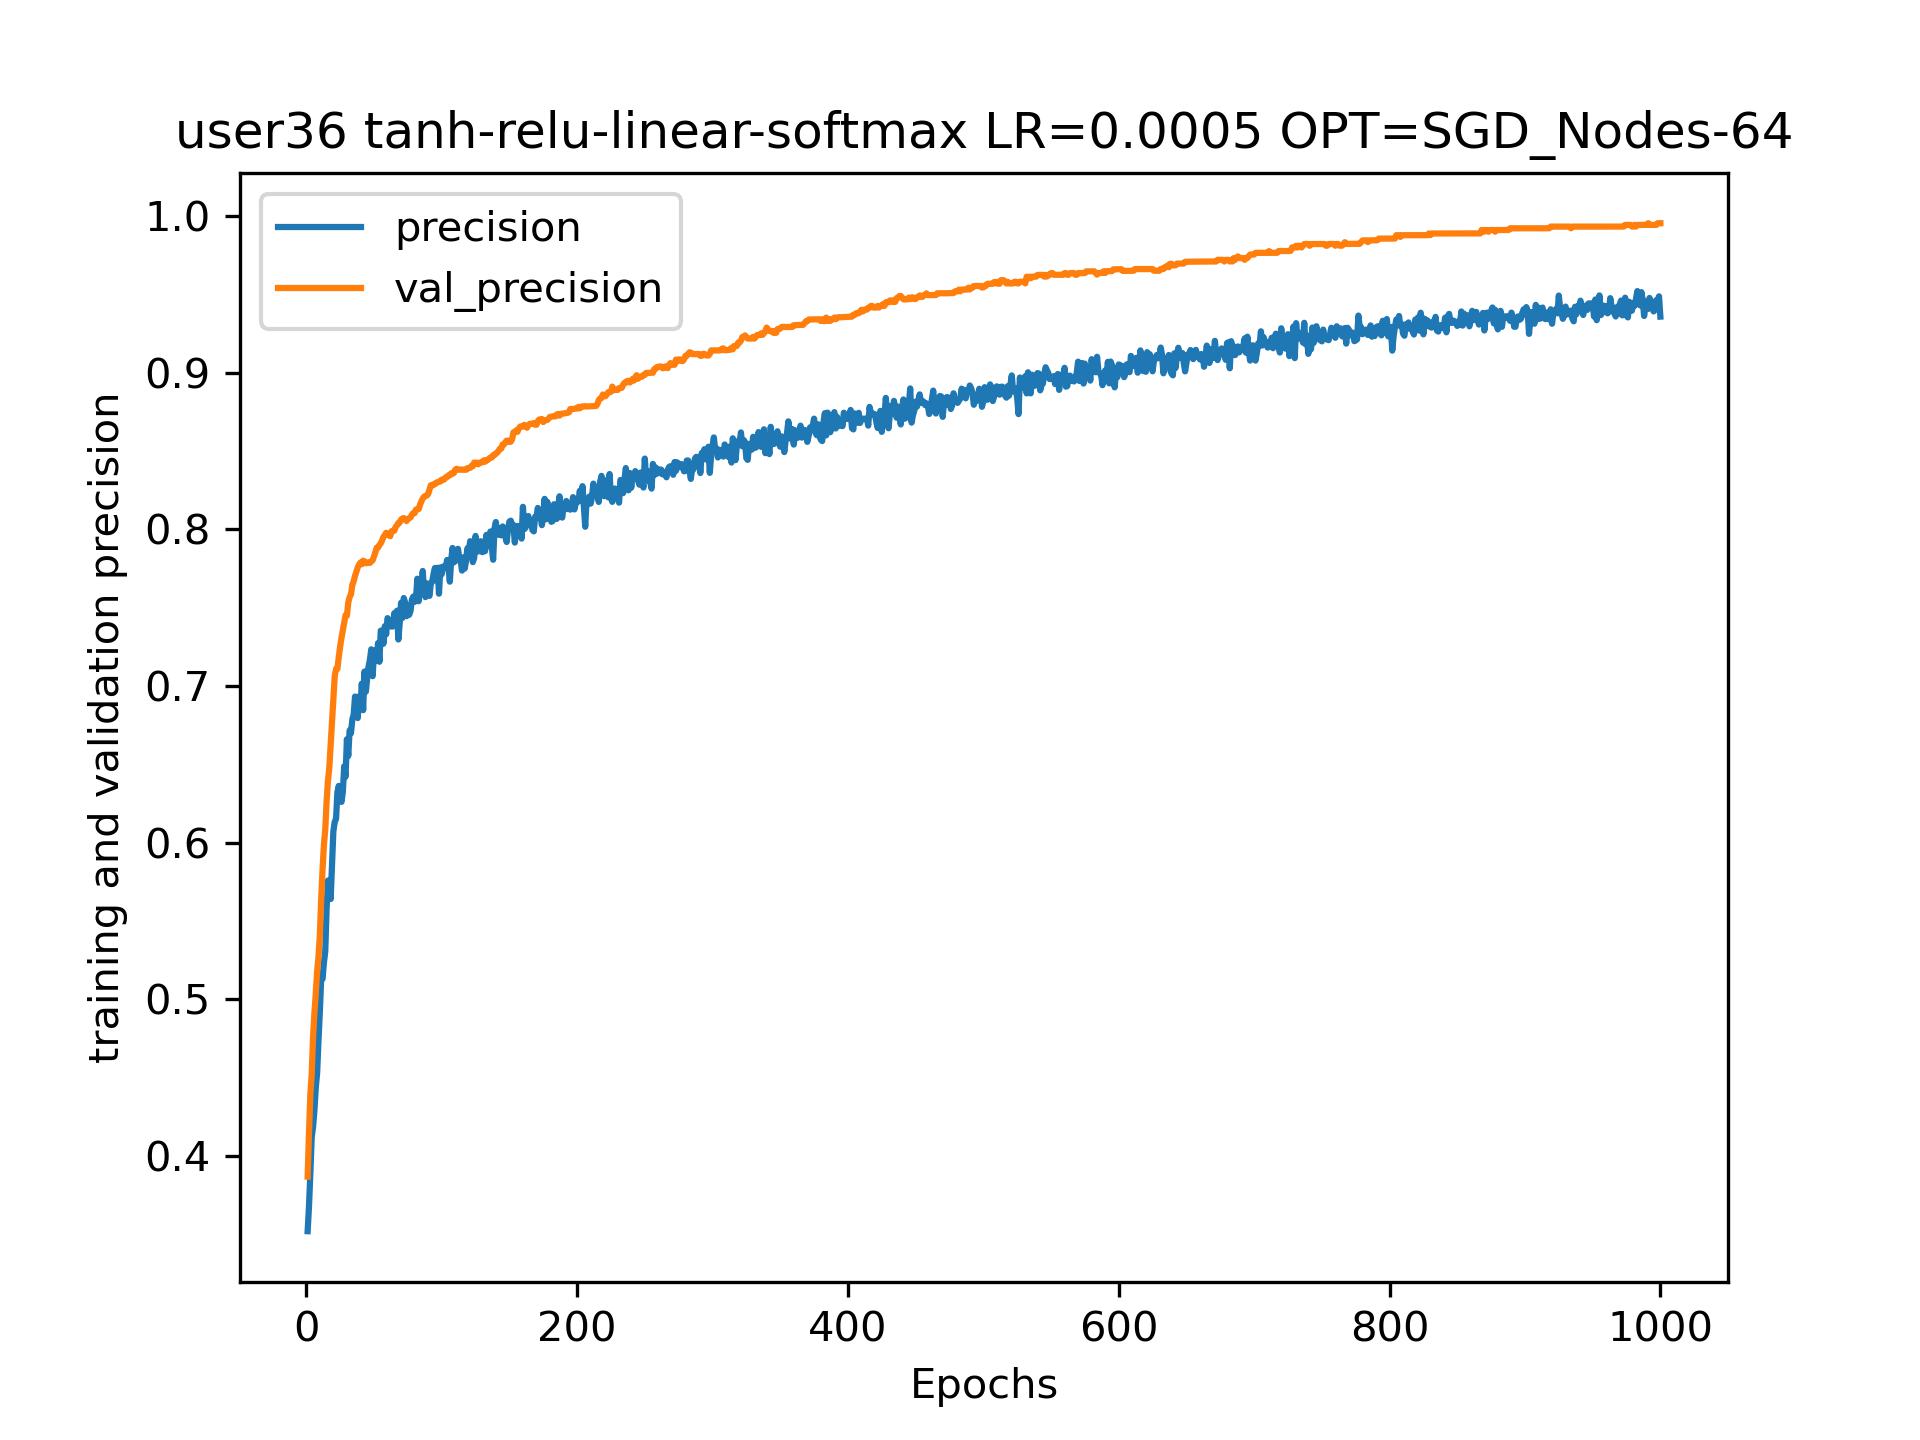 user36 tanh-relu-linear-softmax LR=0.0005 OPT=SGD_Nodes-64
precision
val_precision
training and validation precision
1.0
0.9
0.8
0.7
0.6
0.5
0.4
0 200 400 600 800 1000
Epochs